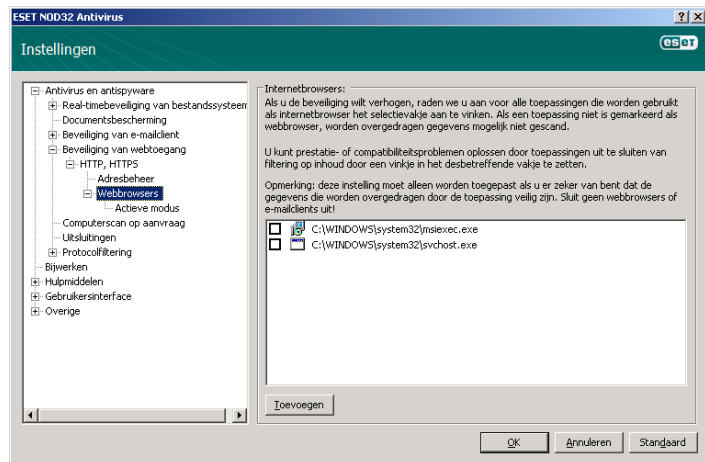 ESET NOD32 Antivirus
Instellingen
eseT
Antivirus en antispyware
Real-timebeveiliging van bestandssysteem
Documentsbescherming
Beveiliging van e-mailclient
Beveiliging van webtoegang
HTTP, HTTPS
Adresbeheer
Webbrowsers
Actieve modus
Computerscan op aanvraag
Uitsluitingen
Protocolfiltering
Bijwerken
Hulpmiddelen
Gebruikersinterface
Overige
Internetbrowsers:
Als u de beveiliging wilt verhogen, raden we u aan voor alle toepassingen die worden gebruikt
als internetbrowser het selectievakje aan te vinken. Als een toepassing niet is gemarkeerd als
webbrowser, worden overgedragen gegevens mogelijk niet gescand.
U kunt prestatie- of compatibiliteitsproblemen oplossen door toepassingen uit te sluiten van
filtering op inhoud door een vinkje in het desbetreffende vakje te zetten.
Opmerking: deze instelling moet alleen worden toegepast als u er zeker van bent dat de
gegevens die worden overgedragen door de toepassing veilig zijn. Sluit geen webbrowsers of
e-mailclients uit!
C:\WINDOWS\system32\msiexec.exe
C:\WINDOWS\system32\svchost.exe
Toevoegen
OK
Annuleren
Standaard